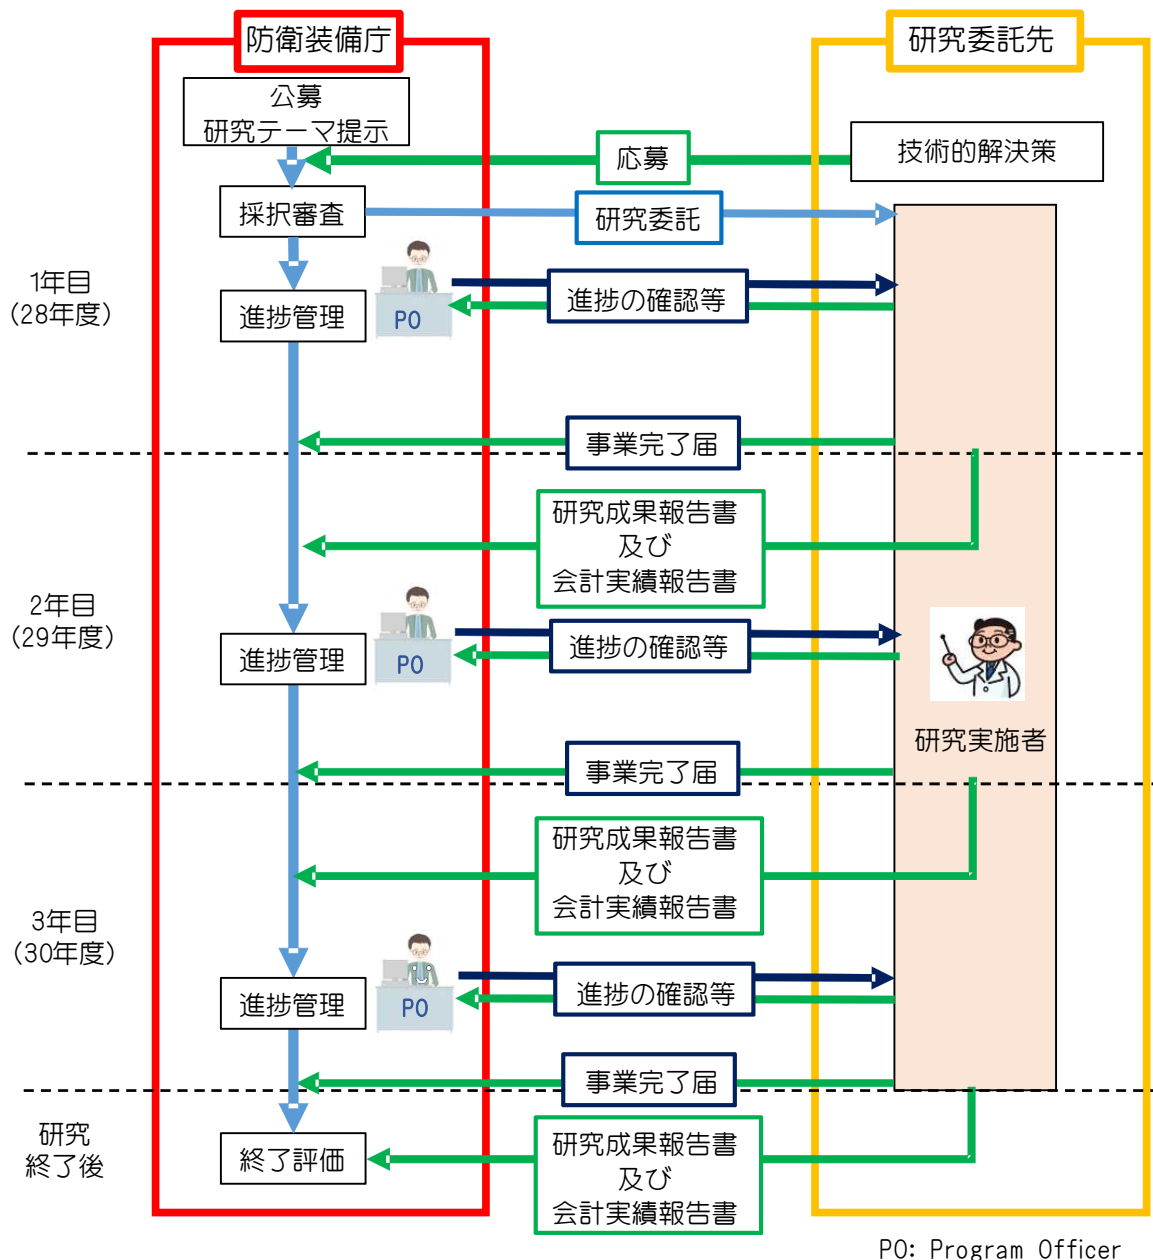 防衛装備庁
研究委託先
公募
研究テーマ提示
応募
技術的解決策
採択審査
研究委託
1年目
(28年度)
進捗管理
PO
進捗の確認等
事業完了届
研究成果報告書
及び
会計実績報告書
2年目
(29年度)
進捗管理
PO
進捗の確認等
研究実施者
事業完了届
研究成果報告書
及び
会計実績報告書
3年目
(30年度)
進捗管理
PO
進捗の確認等
事業完了届
研究
終了後
終了評価
研究成果報告書
及び
会計実績報告書
PO: Program Officer